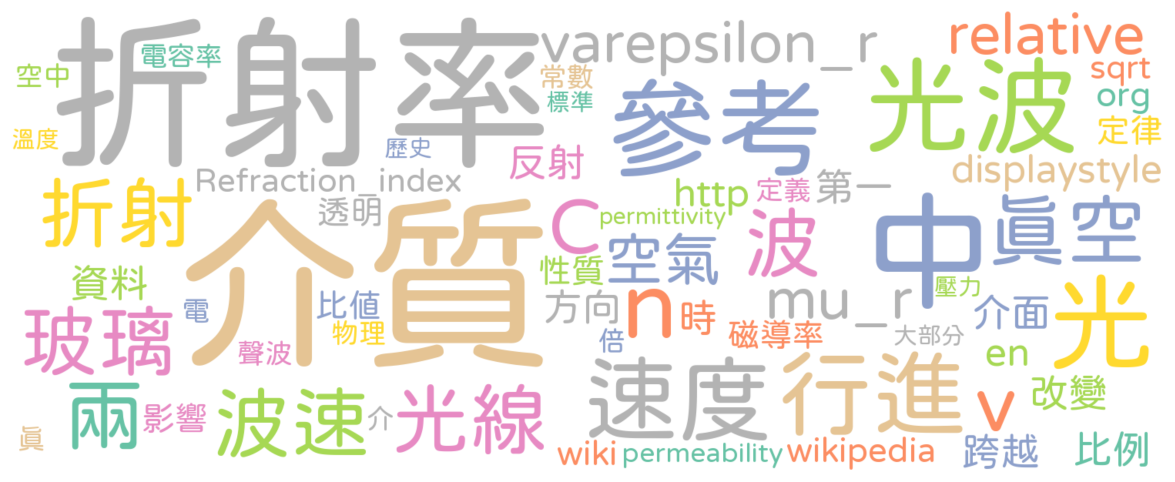 折射率
varepsilon_r
relative
電容率
空中
常數
標準
參考
光波
sqrt
org
定律
溫度
歷史
反射
Refraction_index
透明
http
定義
第一
displaystyle
折射
介質
C
permittivity
波
中
眞空
資料
電
比值
物理
性質
空氣
方向
n
時
mu_r
壓力
介面
光
玻璃
聲波
倍
磁導率
大部分
en
兩
影響
波速
介
光線
速度
行進
v
改變
眞
wiki
permeability
wikipedia
跨越
比例